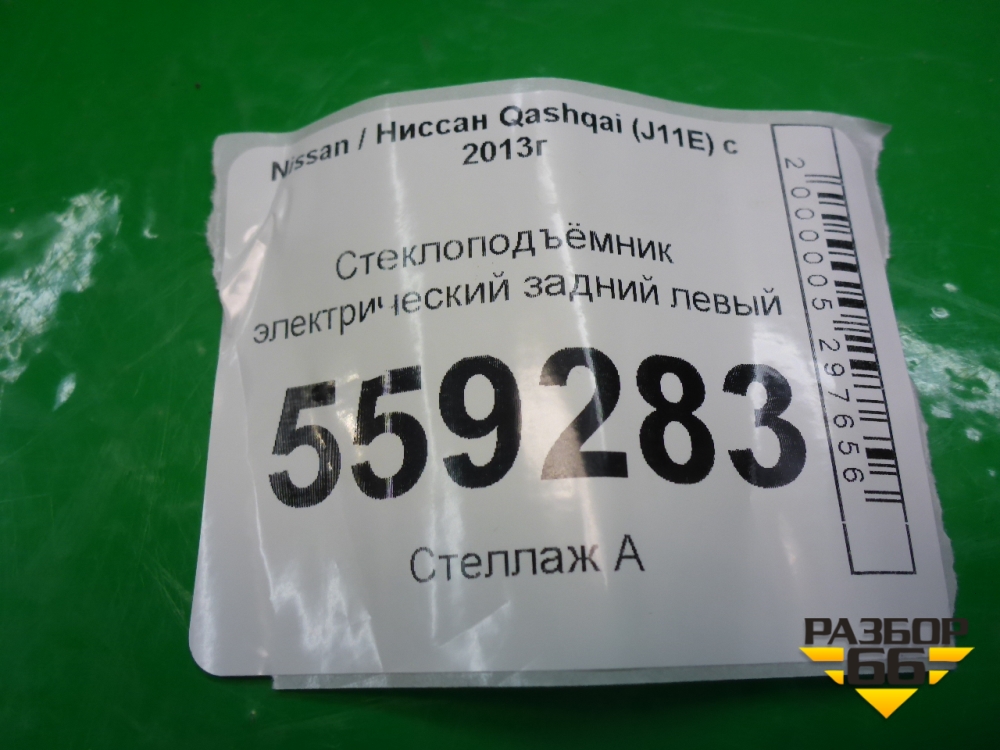 Nissan / Ниссан Qashqai (J11E) с
2013г
Стеклоподъёмник
электрический задний левый
559283
Стеллаж А
2000005297656
РАЗБОР
66